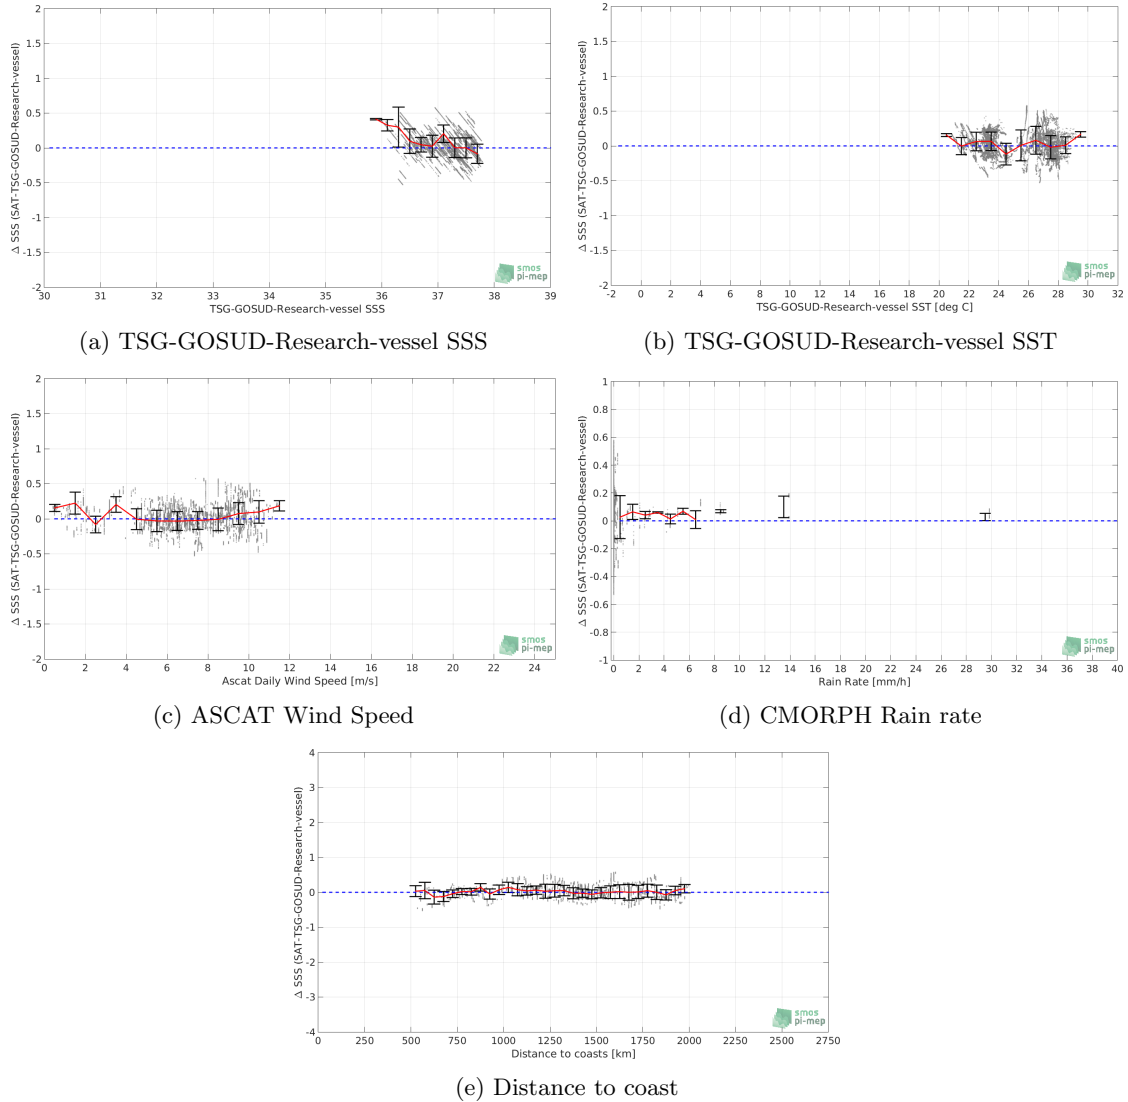 Δ SSS (SAT-TSG-GOSUD-Research-vessel)
2
1.5
1
0.5
0
-0.5
-1
-1.5
-2
30 31 32 33 34 35 36 37 38 39
TSG-GOSUD-Research-vessel SSS
smos
pi-mep
(a) TSG-GOSUD-Research-vessel SSS
Δ SSS (SAT-TSG-GOSUD-Research-vessel)
2
1.5
1
0.5
0
-0.5
-1
-1.5
-2
-2 0 2 4 6 8 10 12 14 16 18 20 22 24 26 28 30 32
TSG-GOSUD-Research-vessel SST [deg C]
smos
pi-mep
(b) TSG-GOSUD-Research-vessel SST
Δ SSS (SAT-TSG-GOSUD-Research-vessel)
2
1.5
1
0.5
0
-0.5
-1
-1.5
-2
0 2 4 6 8 10 12 14 16 18 20 22 24
Ascat Daily Wind Speed [m/s]
smos
pi-mep
(c) ASCAT Wind Speed
Δ SSS (SAT-TSG-GOSUD-Research-vessel)
1
0.8
0.6
0.4
0.2
0
-0.2
-0.4
-0.6
-0.8
-1
0 2 4 6 8 10 12 14 16 18 20 22 24 26 28 30 32 34 36 38 40
Rain Rate [mm/h]
smos
pi-mep
(d) CMORPH Rain rate
Δ SSS (SAT-TSG-GOSUD-Research-vessel)
4
3
2
1
0
-1
-2
-3
-4
0 250 500 750 1000 1250 1500 1750 2000 2250 2500 2750
Distance to coasts [km]
smos
pi-mep
(e) Distance to coast